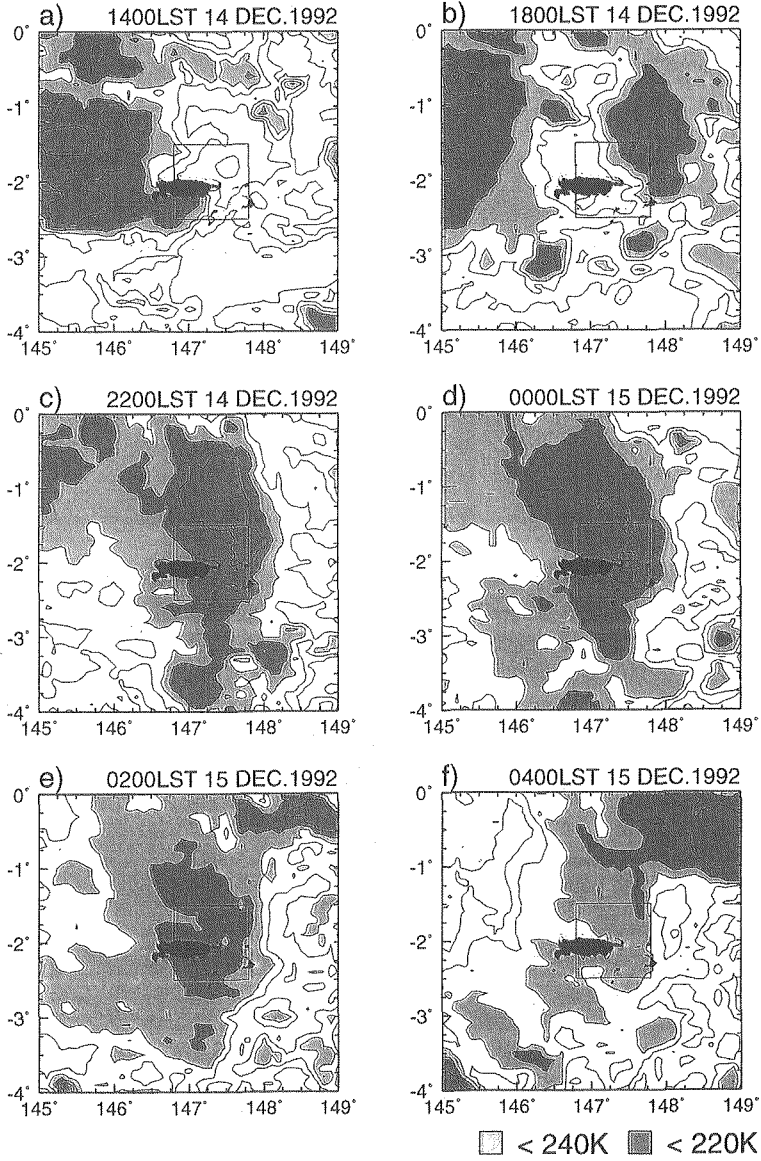 a) 1400LST 14 DEC.1992
0°
-1°
-2°
-3°
-4°
145 146° 147° 148° 149°
b) 1800LST 14 DEC.1992
0°
-1°
-2°
-3°
-4°
145 146° 147° 148° 149°
c) 2200LST 14 DEC.1992
0°
-1°
-2°
-3°
-4°
145 146° 147° 148° 149°
d) 0000LST 15 DEC.1992
0°
-1°
-2°
-3°
-4°
145 146° 147° 148° 149°
e) 0200LST 15 DEC.1992
0°
-1°
-2°
-3°
-4°
145 146° 147° 148° 149°
f) 0400LST 15 DEC.1992
0°
-1°
-2°
-3°
-4°
145 146° 147° 148° 149°
< 240K < 220K